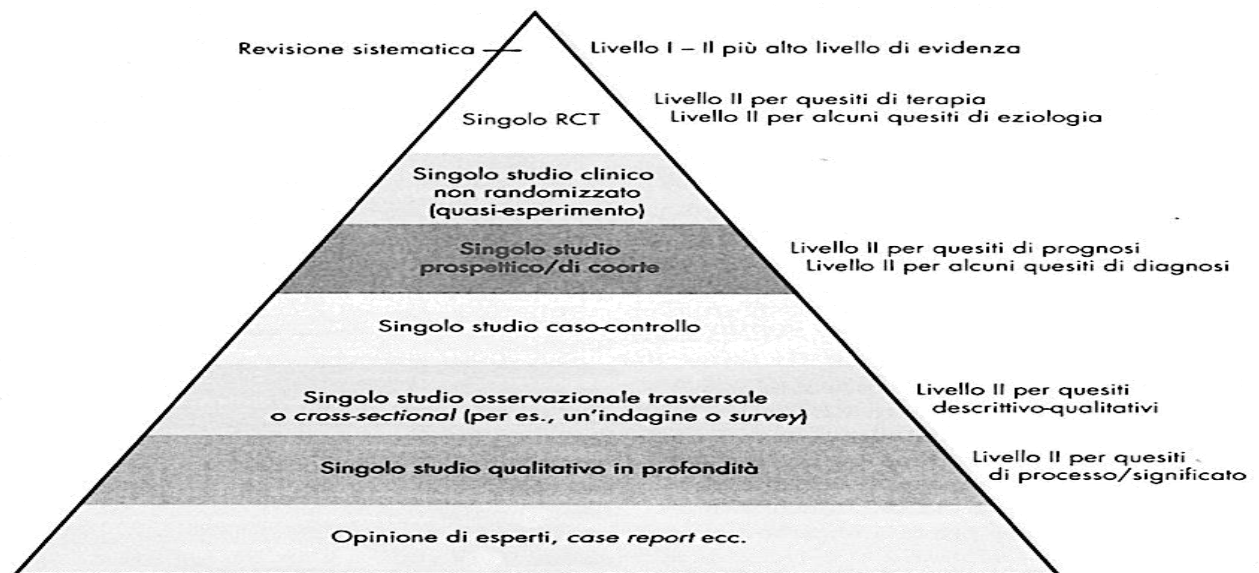 Revisione sistematica
Livello I – Il più alto livello di evidenza
Singolo RCT
Livello II per quesiti di terapia
Livello II per alcuni quesiti di eziologia
Singolo studio clinico
non randomizzato
(quasi-esperimento)
Singolo studio
prospettico/di coorte
Livello II per quesiti di prognosi
Livello II per alcuni quesiti di diagnosi
Singolo studio caso-controllo
Singolo studio osservazionale trasversale
o cross-sectional (per es., un'indagine o survey)
Livello II per quesiti
descrittivo-qualitativi
Singolo studio qualitativo in profondità
Livello II per quesiti
di processo/significato
Opinione di esperti, case report ecc.